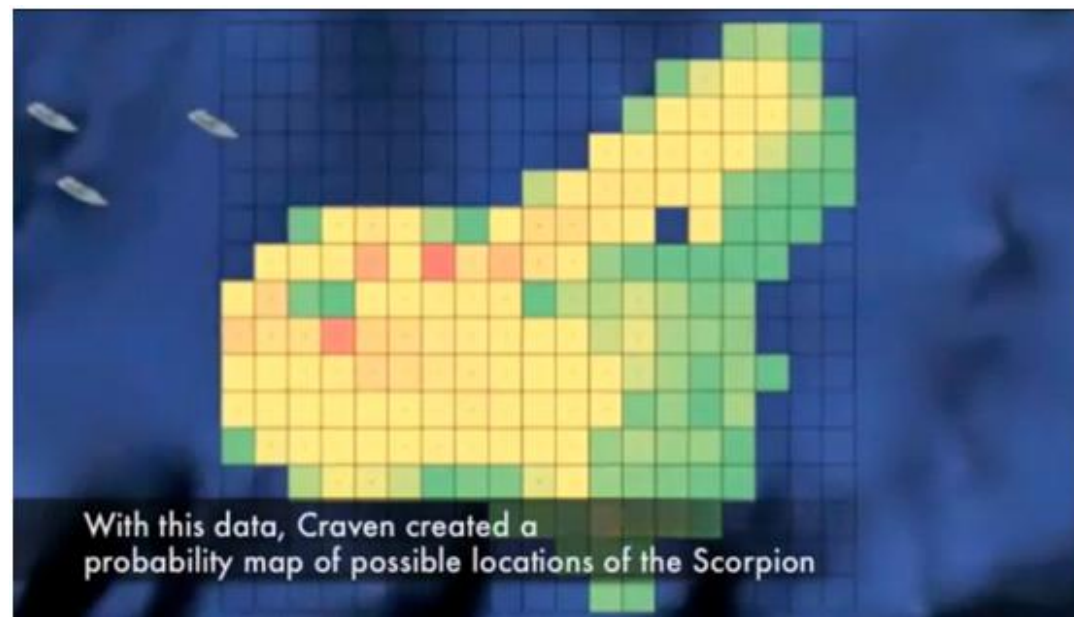 With this data, Craven created a
probability map of possible locations of the Scorpion